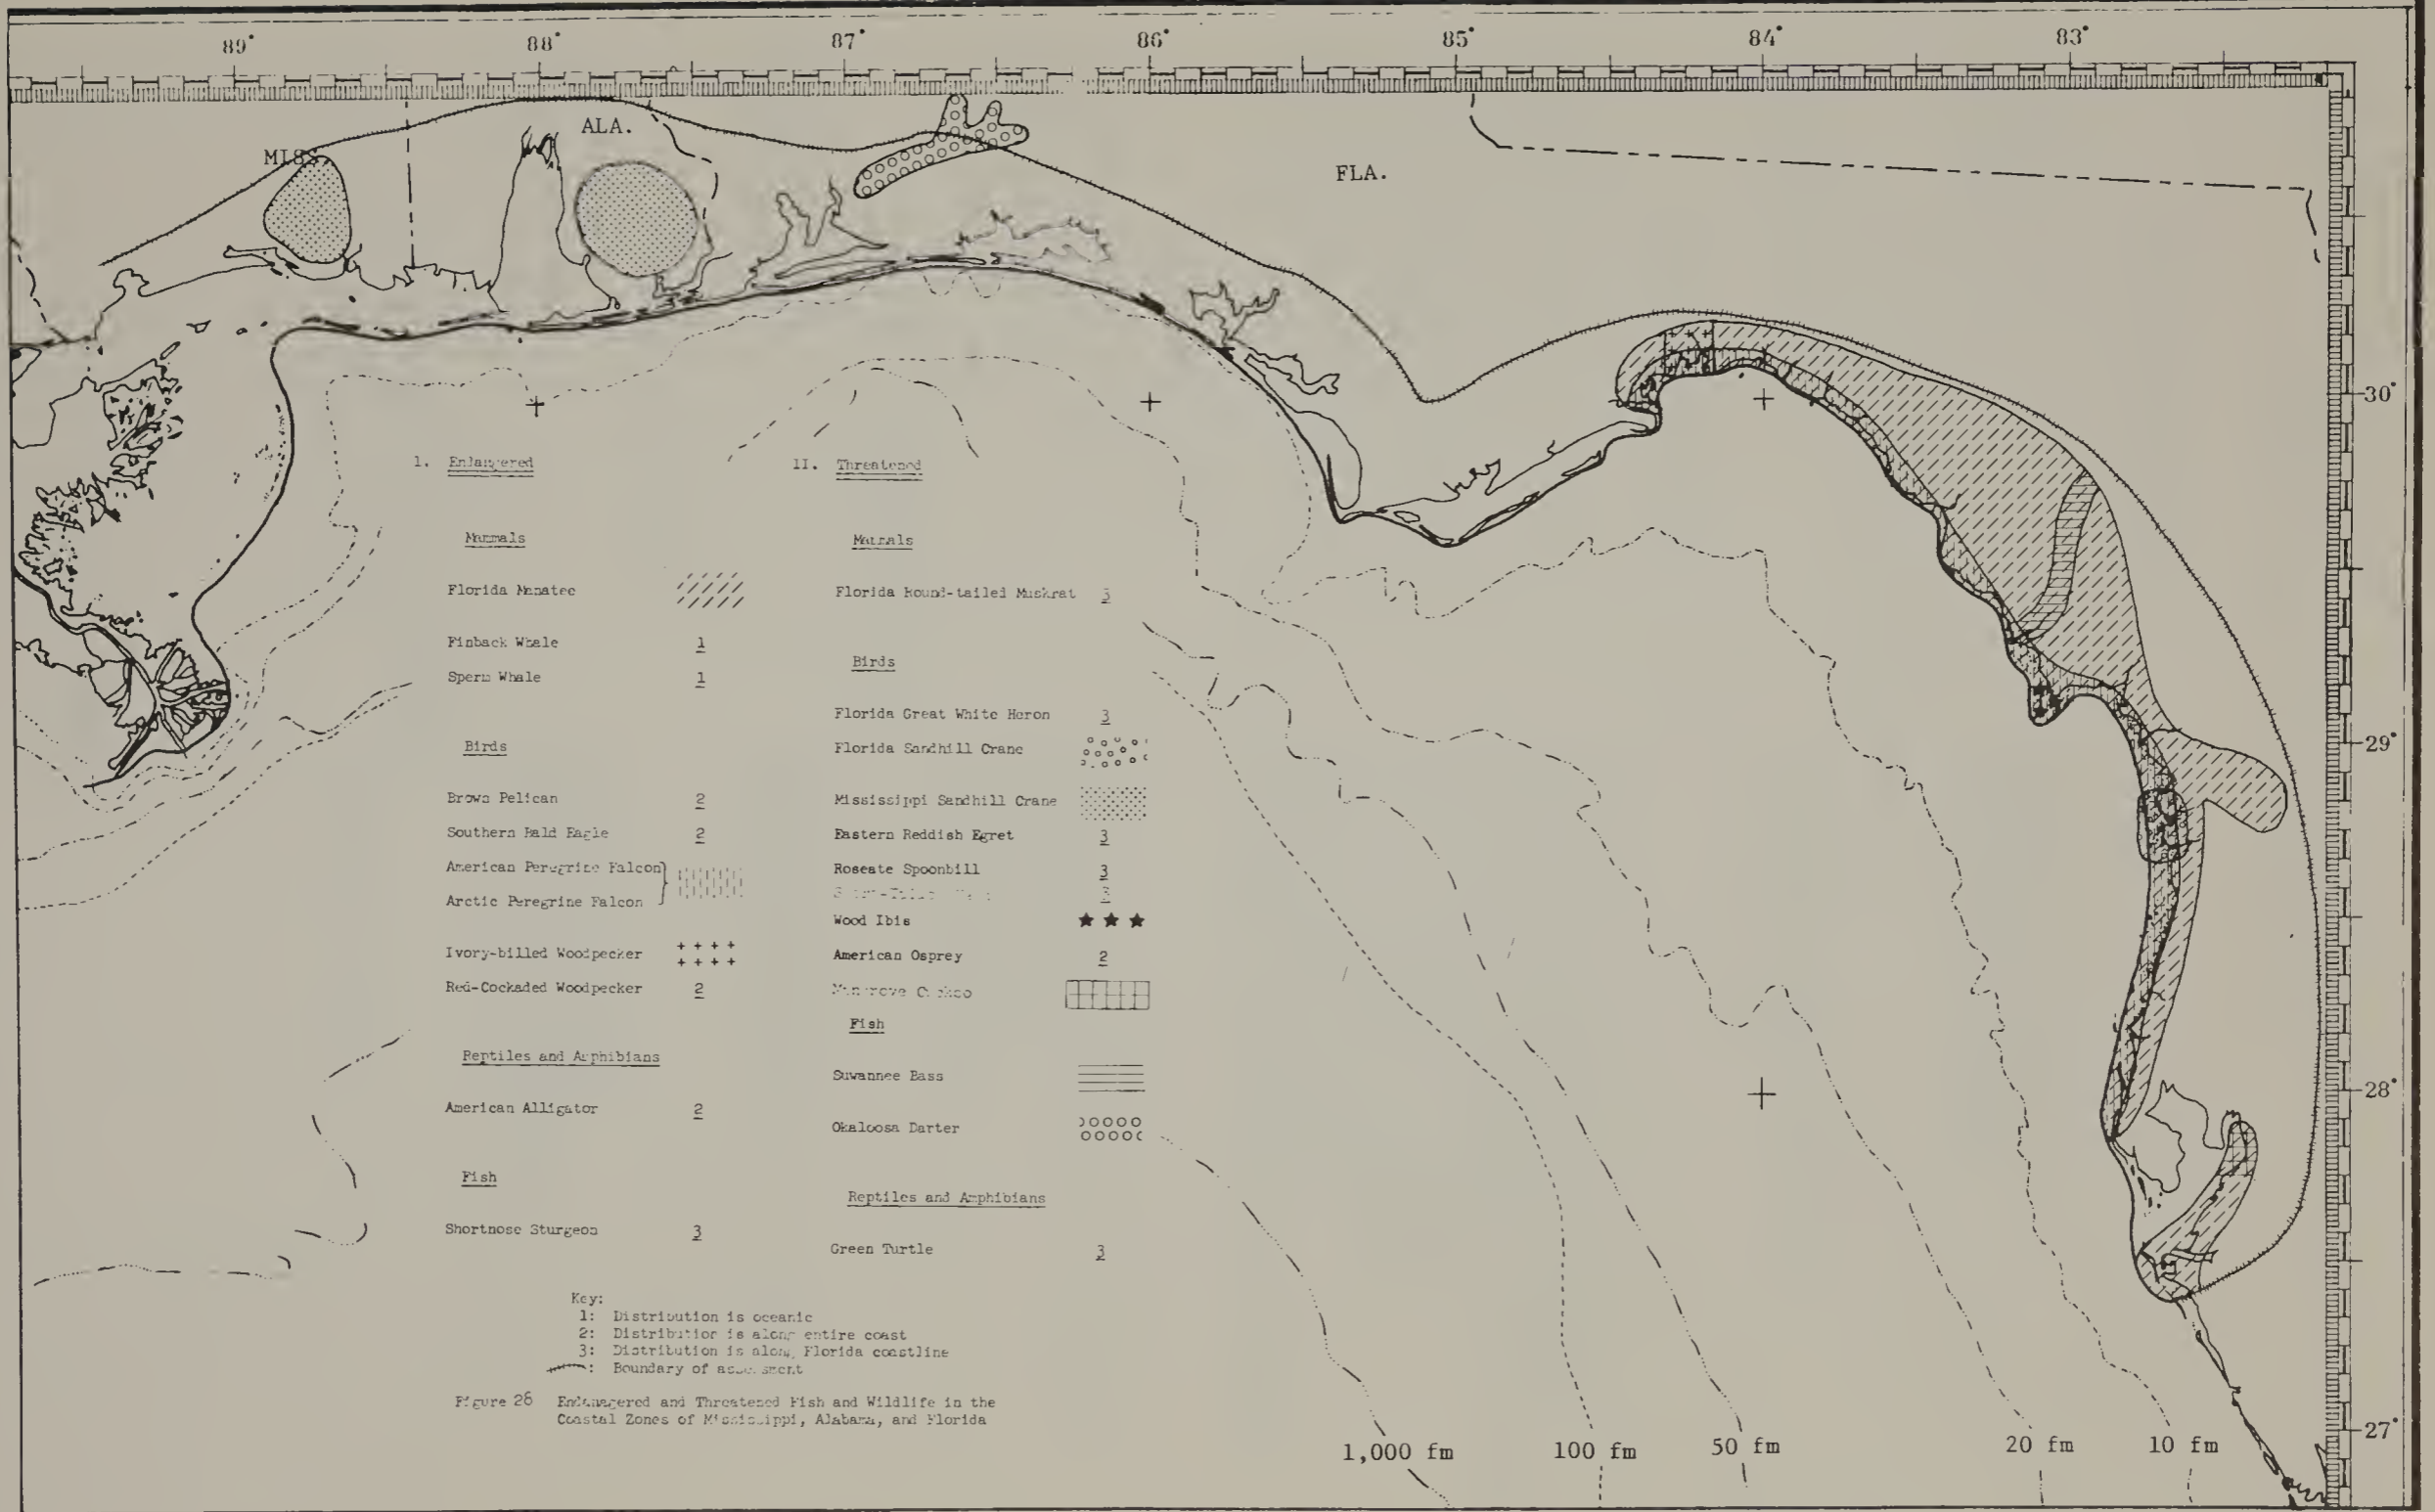 89° 88° 87° 86° 85° 84° 83°
ALA.
MISS.
FLA.
30°
29°
28°
27°
I. Endangered
Mammals
Florida Manatee
Finback Whale 1
Sperm Whale 1
Birds
Brown Pelican 2
Southern Bald Eagle 2
American Peregrine Falcon
Arctic Peregrine Falcon
Ivory-billed Woodpecker
Red-Cockaded Woodpecker 2
Reptiles and Amphibians
American Alligator 2
Fish
Shortnose Sturgeon 3
II. Threatened
Mammals
Florida Round-tailed Muskrat 3
Birds
Florida Great White Heron 3
Florida Sandhill Crane
Mississippi Sandhill Crane
Eastern Reddish Egret 3
Roseate Spoonbill 3
3
Wood Ibis ★ ★ ★
American Osprey 2
Mangrove Cuckoo
Fish
Suwannee Bass
Okaloosa Darter
Reptiles and Amphibians
Green Turtle 3
Key:
1: Distribution is oceanic
2: Distribution is along entire coast
3: Distribution is along Florida coastline
: Boundary of assessment
Figure 28 Endangered and Threatened Fish and Wildlife in the
Coastal Zones of Mississippi, Alabama, and Florida
1,000 fm 100 fm 50 fm 20 fm 10 fm